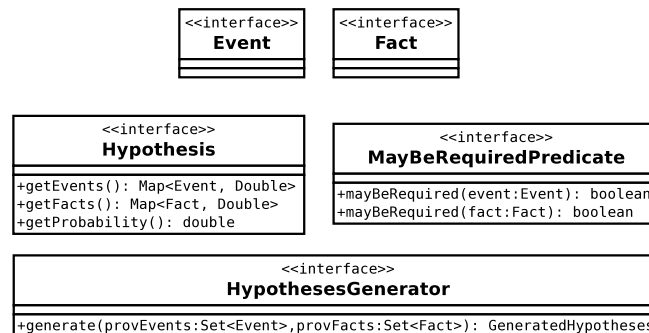 <<interface>>
Event
<<interface>>
Fact
<<interface>>
Hypothesis
+getEvents(): Map<Event, Double>
+getFacts(): Map<Fact, Double>
+getProbability(): double
<<interface>>
MayBeRequiredPredicate
+mayBeRequired(event:Event): boolean
+mayBeRequired(fact:Fact): boolean
<<interface>>
HypothesesGenerator
+generate(provEvents:Set<Event>,provFacts:Set<Fact>): GeneratedHypotheses